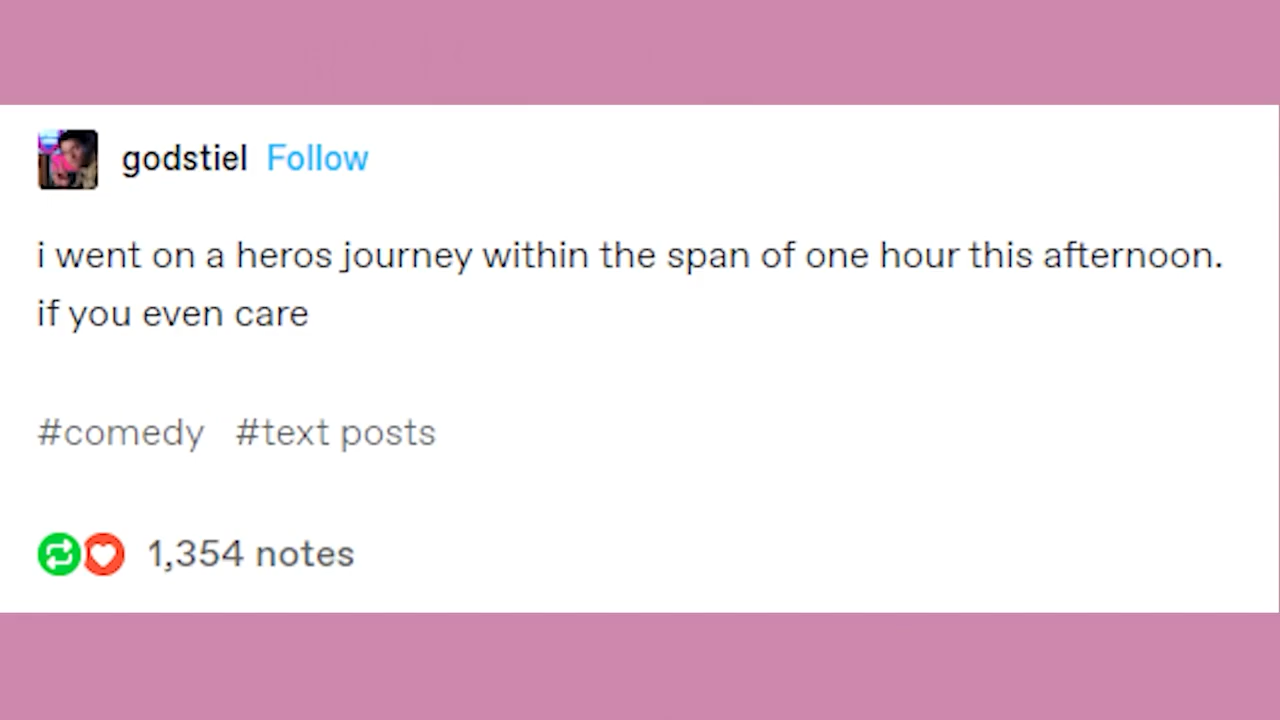 godstiel Follow
i went on a heros journey within the span of one hour this afternoon.
if you even care
#comedy #text posts
1,354 notes